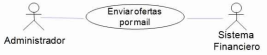 Enviar ofertas
por mail
Administrador
Sistema
Financiero